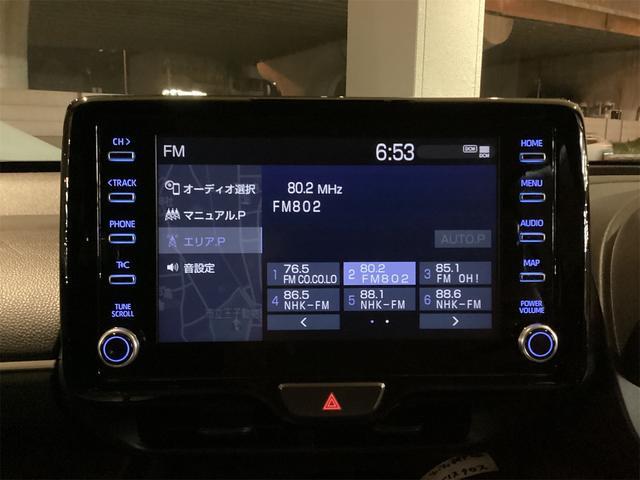 CH >
< TRACK
PHONE
T・C
TUNE SCROLL
FM
6:53
DCM
DCM
オーディオ選択
マニュアル.P
エリア.P
音設定
80.2 MHz
FM802
AUTO.P
1 76.5 FM CO.CO.LO
2 80.2 FM802
3 85.1 FM OH!
4 86.5 NHK-FM
5 88.1 NHK-FM
6 88.6 NHK-FM
<
>
HOME
MENU
AUDIO
MAP
POWER VOLUME